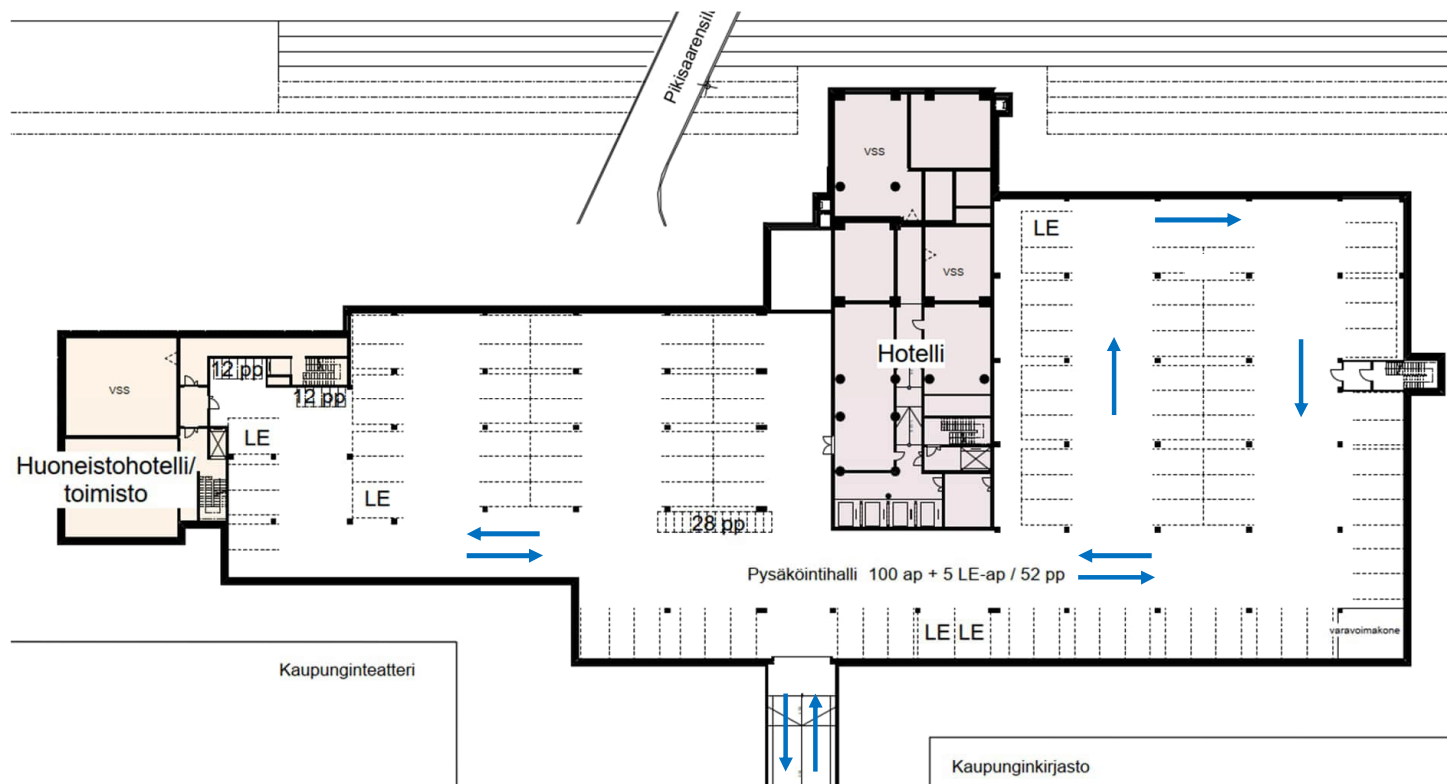 Pikisaarensil
VSS
LE
VSS
Hotelli
12 pp
VSS
12 pp
LE
Huoneistohotelli/
toimisto
LE
28 pp
Pysäköintihalli 100 ap + 5 LE-ap / 52 pp
LE LE
varavoimakone
Kaupunginteatteri
Kaupunginkirjasto